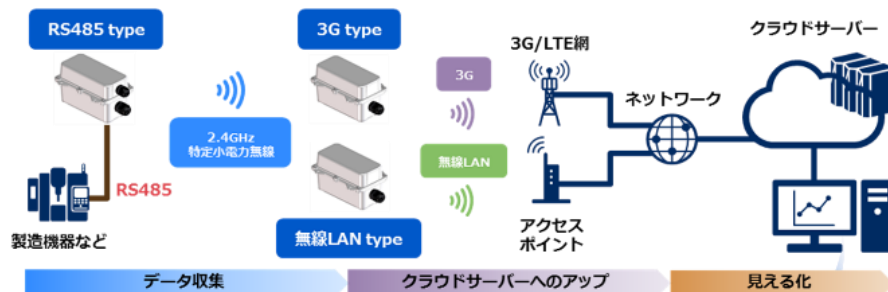 RS485 type
3G type
クラウドサーバー
3G/LTE網
3G
ネットワーク
2.4GHz
特定小電力無線
無線LAN
RS485
製造機器など
無線LAN type
アクセス
ポイント
データ収集
クラウドサーバーへのアップ
見える化